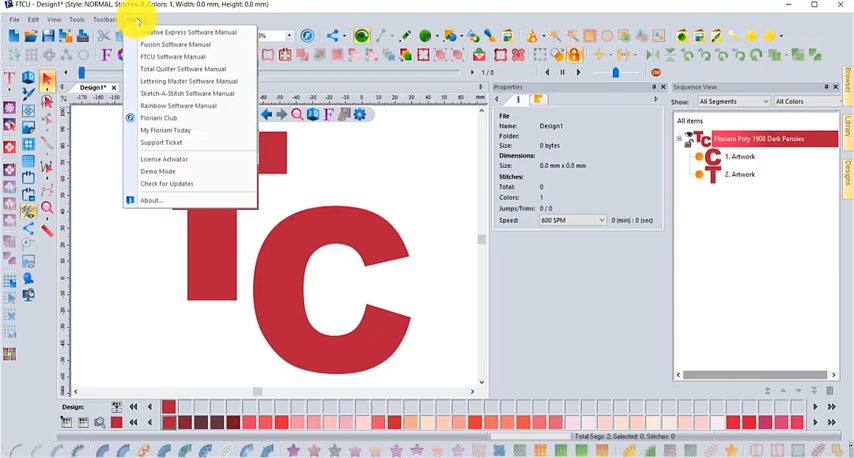 FTCU - Design1* (Style: NORMAL, Stitches: 0, Colors: 1, Width: 0.0 mm, Height: 0.0 mm)
File Edit View Tools Toolbars
Creative Express Software Manual
Fusion Software Manual
FTCU Software Manual
Total Quilter Software Manual
Lettering Master Software Manual
Sketch-A-Stitch Software Manual
Rainbow Software Manual
Floriani Club
My Floriani Today
Support Ticket
License Activator
Demo Mode
Check for Updates
About...
1 / 0
Design1*
-170 -160
mm
T
C
Properties
File
Name: Design1
Folder:
Size: 0 bytes
Dimensions:
Size: 0.0 mm x 0.0 mm
Stitches:
Total: 0
Colors: 1
Jumps/Trims: 0 / 0
Speed: 600 SPM 0 (min) : 0 (sec)
Sequence View
Show: All Segments All Colors
All items
Floriani Poly 1908 Dark Pansies
1. Artwork
2. Artwork
Browser
Library
Designs
Design:
Total Segs: 2, Selected: 0, Stitches: 0